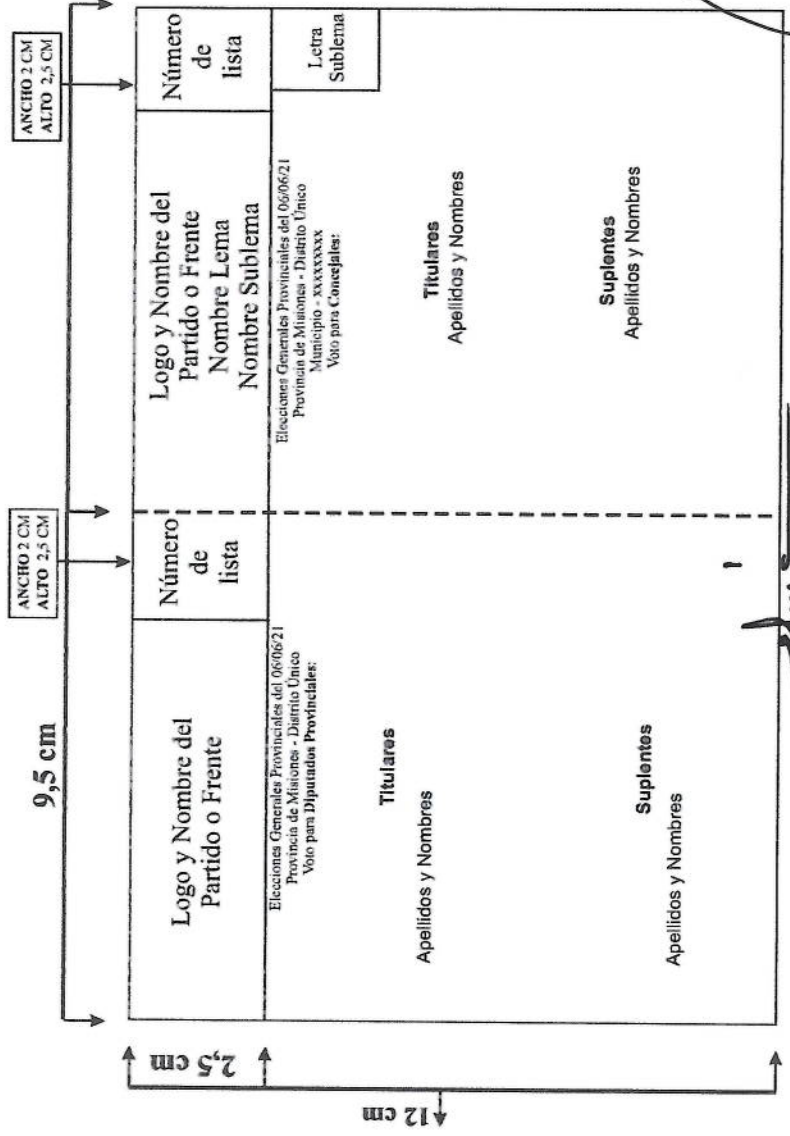 ANCHO 2 CM
ALTO 2,5 CM
ANCHO 2 CM
ALTO 2,5 CM
9,5 cm
2,5 cm
12 cm
Logo y Nombre del
Partido o Frente
Número
de
lista
Elecciones Generales Provinciales del 06/06/21
Provincia de Misiones - Distrito Único
Voto para Diputados Provinciales:
Titulares
Apellidos y Nombres
Suplentes
Apellidos y Nombres
Logo y Nombre del
Partido o Frente
Nombre Lema
Nombre Sublema
Número
de
lista
Letra
Sublema
Elecciones Generales Provinciales del 06/06/21
Provincia de Misiones - Distrito Único
Municipio - xxxxxxxxx
Voto para Concejales:
Titulares
Apellidos y Nombres
Suplentes
Apellidos y Nombres